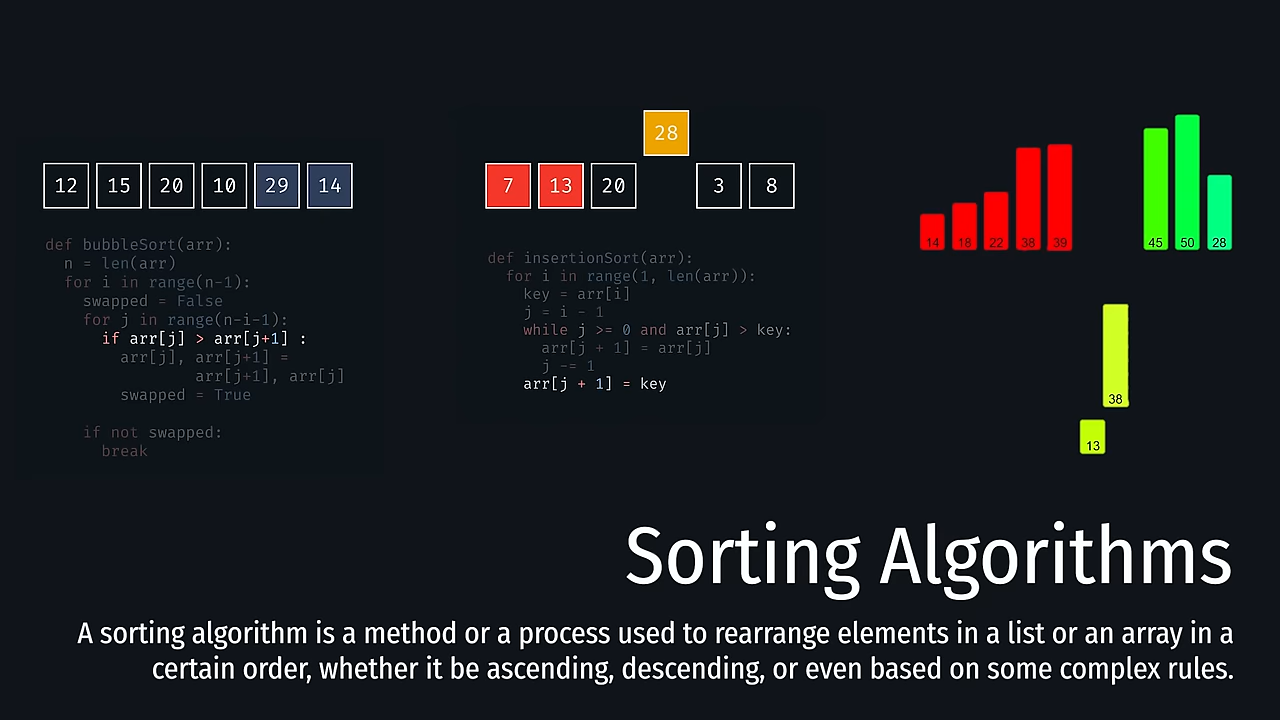 12 15 20 10 29 14
def bubbleSort(arr):
  n = len(arr)
  for i in range(n-1):
    swapped = False
    for j in range(n-i-1):
      if arr[j] > arr[j+1] :
        arr[j], arr[j+1] =
                arr[j+1], arr[j]
        swapped = True
    if not swapped:
      break
28
7 13 20 3 8
def insertionSort(arr):
  for i in range(1, len(arr)):
    key = arr[i]
    j = i - 1
    while j >= 0 and arr[j] > key:
      arr[j + 1] = arr[j]
      j -= 1
    arr[j + 1] = key
14 18 22 38 39 45 50 28
38
13
Sorting Algorithms
A sorting algorithm is a method or a process used to rearrange elements in a list or an array in a
certain order, whether it be ascending, descending, or even based on some complex rules.